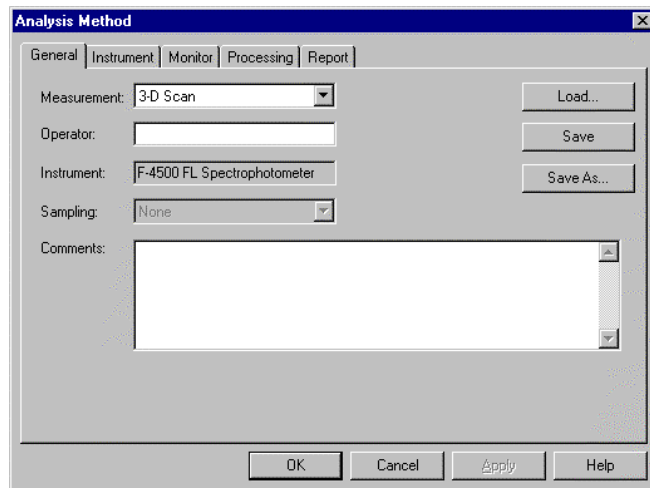 Analysis Method
General Instrument Monitor Processing Report
Measurement: 3-D Scan Load...
Operator: Save
Instrument: F-4500 FL Spectrophotometer Save As...
Sampling: None
Comments:
OK Cancel Apply Help